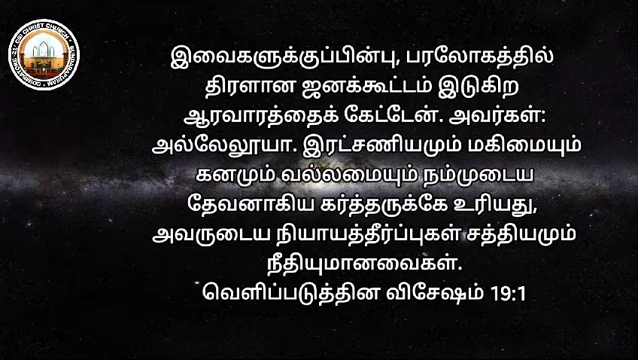 இவைகளுக்குப்பின்பு, பரலோகத்தில்
திரளான ஜனக்கூட்டம் இடுகிற
ஆரவாரத்தைக் கேட்டேன். அவர்கள்:
அல்லேலூயா. இரட்சணியமும் மகிமையும்
கனமும் வல்லமையும் நம்முடைய
தேவனாகிய கர்த்தருக்கே உரியது,
அவருடைய நியாயத்தீர்ப்புகள் சத்தியமும்
நீதியுமானவைகள்.
வெளிப்படுத்தின விசேஷம் 19:1